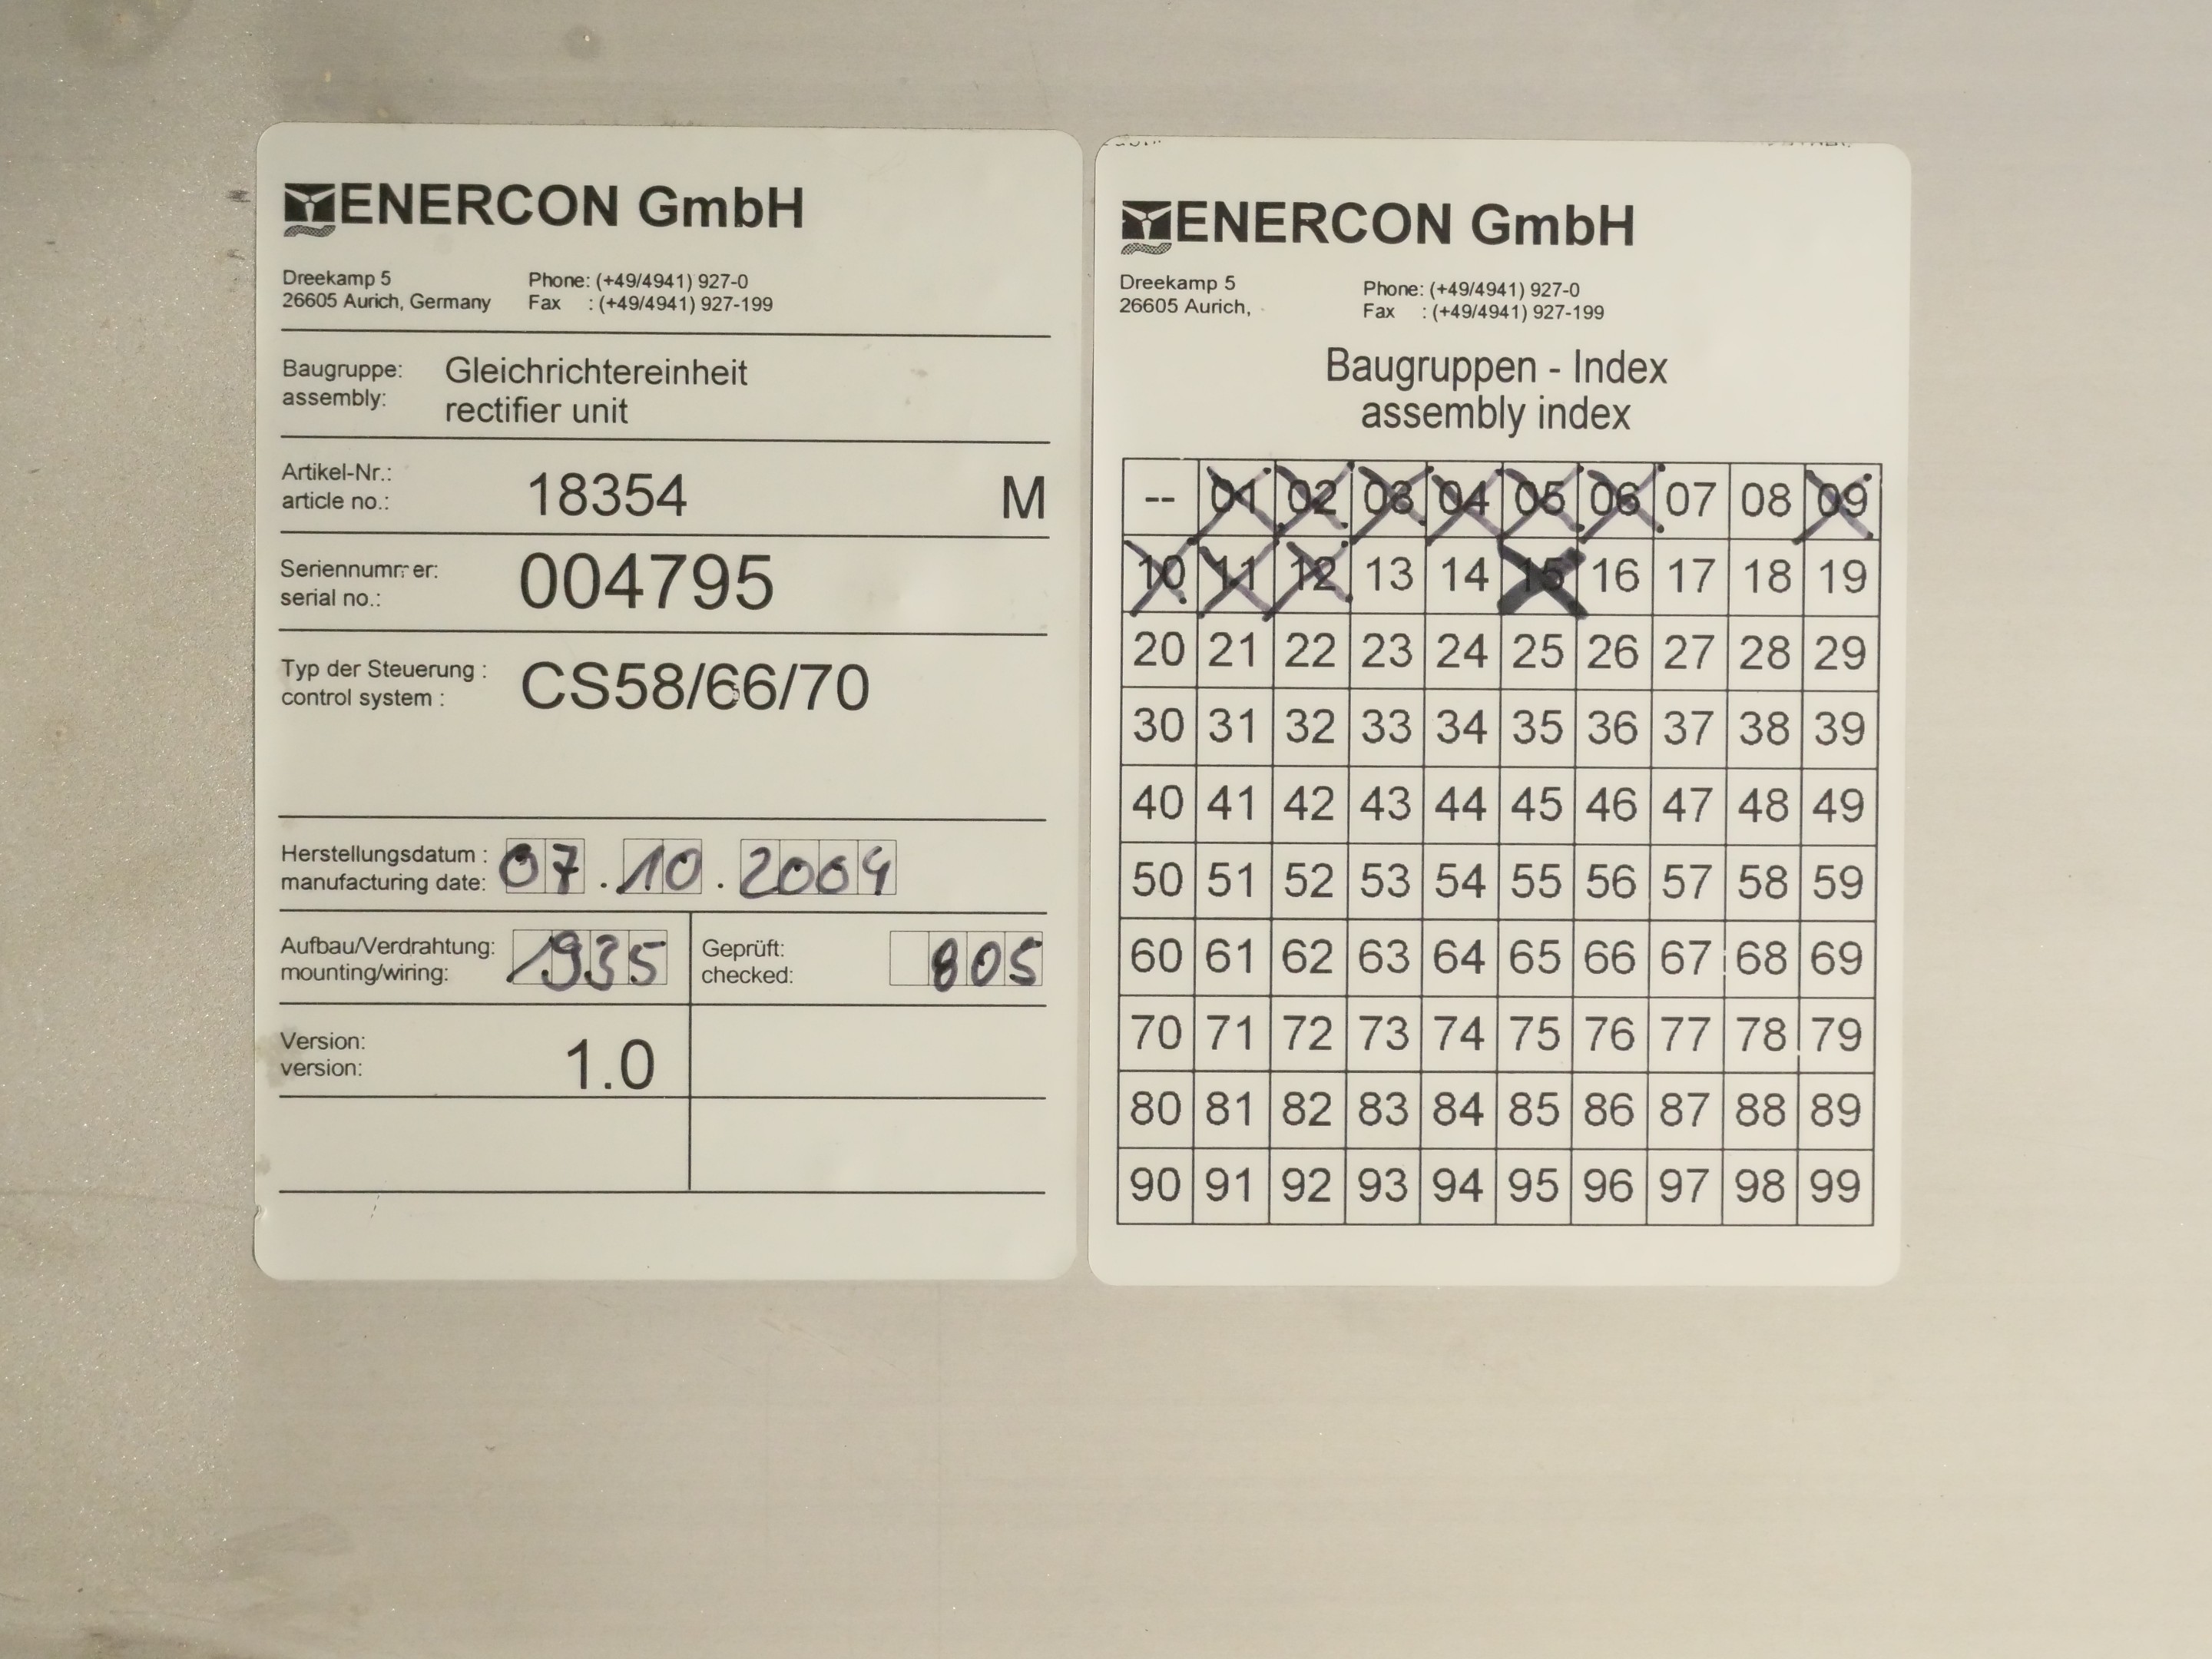 ENERCON GmbH
Dreekamp 5
26605 Aurich, Germany
Phone: (+49/4941) 927-0
Fax : (+49/4941) 927-199
Baugruppe: Gleichrichtereinheit
assembly: rectifier unit
Artikel-Nr.:
article no.: 18354 M
Seriennummer:
serial no.: 004795
Typ der Steuerung :
control system : CS58/66/70
Herstellungsdatum :
manufacturing date: 07.10.2004
Aufbau/Verdrahtung:
mounting/wiring: 1935
Geprüft:
checked: 805
Version:
version: 1.0
ENERCON GmbH
Dreekamp 5
26605 Aurich,
Phone: (+49/4941) 927-0
Fax : (+49/4941) 927-199
Baugruppen - Index
assembly index
-- 01 02 03 04 05 06 07 08 09
10 11 12 13 14 15 16 17 18 19
20 21 22 23 24 25 26 27 28 29
30 31 32 33 34 35 36 37 38 39
40 41 42 43 44 45 46 47 48 49
50 51 52 53 54 55 56 57 58 59
60 61 62 63 64 65 66 67 68 69
70 71 72 73 74 75 76 77 78 79
80 81 82 83 84 85 86 87 88 89
90 91 92 93 94 95 96 97 98 99